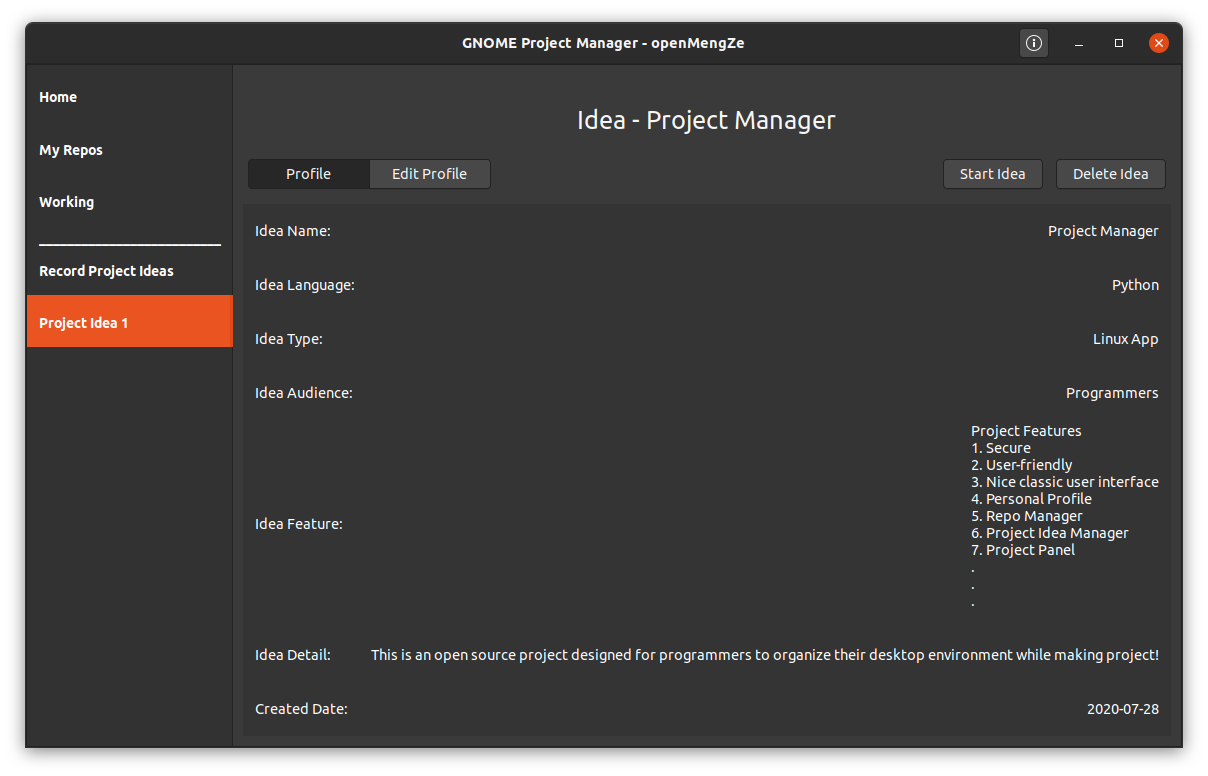 GNOME Project Manager - openMengZe
Home
My Repos
Working
Record Project Ideas
Project Idea 1
Idea - Project Manager
Profile
Edit Profile
Start Idea
Delete Idea
Idea Name:
Project Manager
Idea Language:
Python
Idea Type:
Linux App
Idea Audience:
Programmers
Idea Feature:
Project Features
1. Secure
2. User-friendly
3. Nice classic user interface
4. Personal Profile
5. Repo Manager
6. Project Idea Manager
7. Project Panel
.
.
.
Idea Detail:
This is an open source project designed for programmers to organize their desktop environment while making project!
Created Date:
2020-07-28